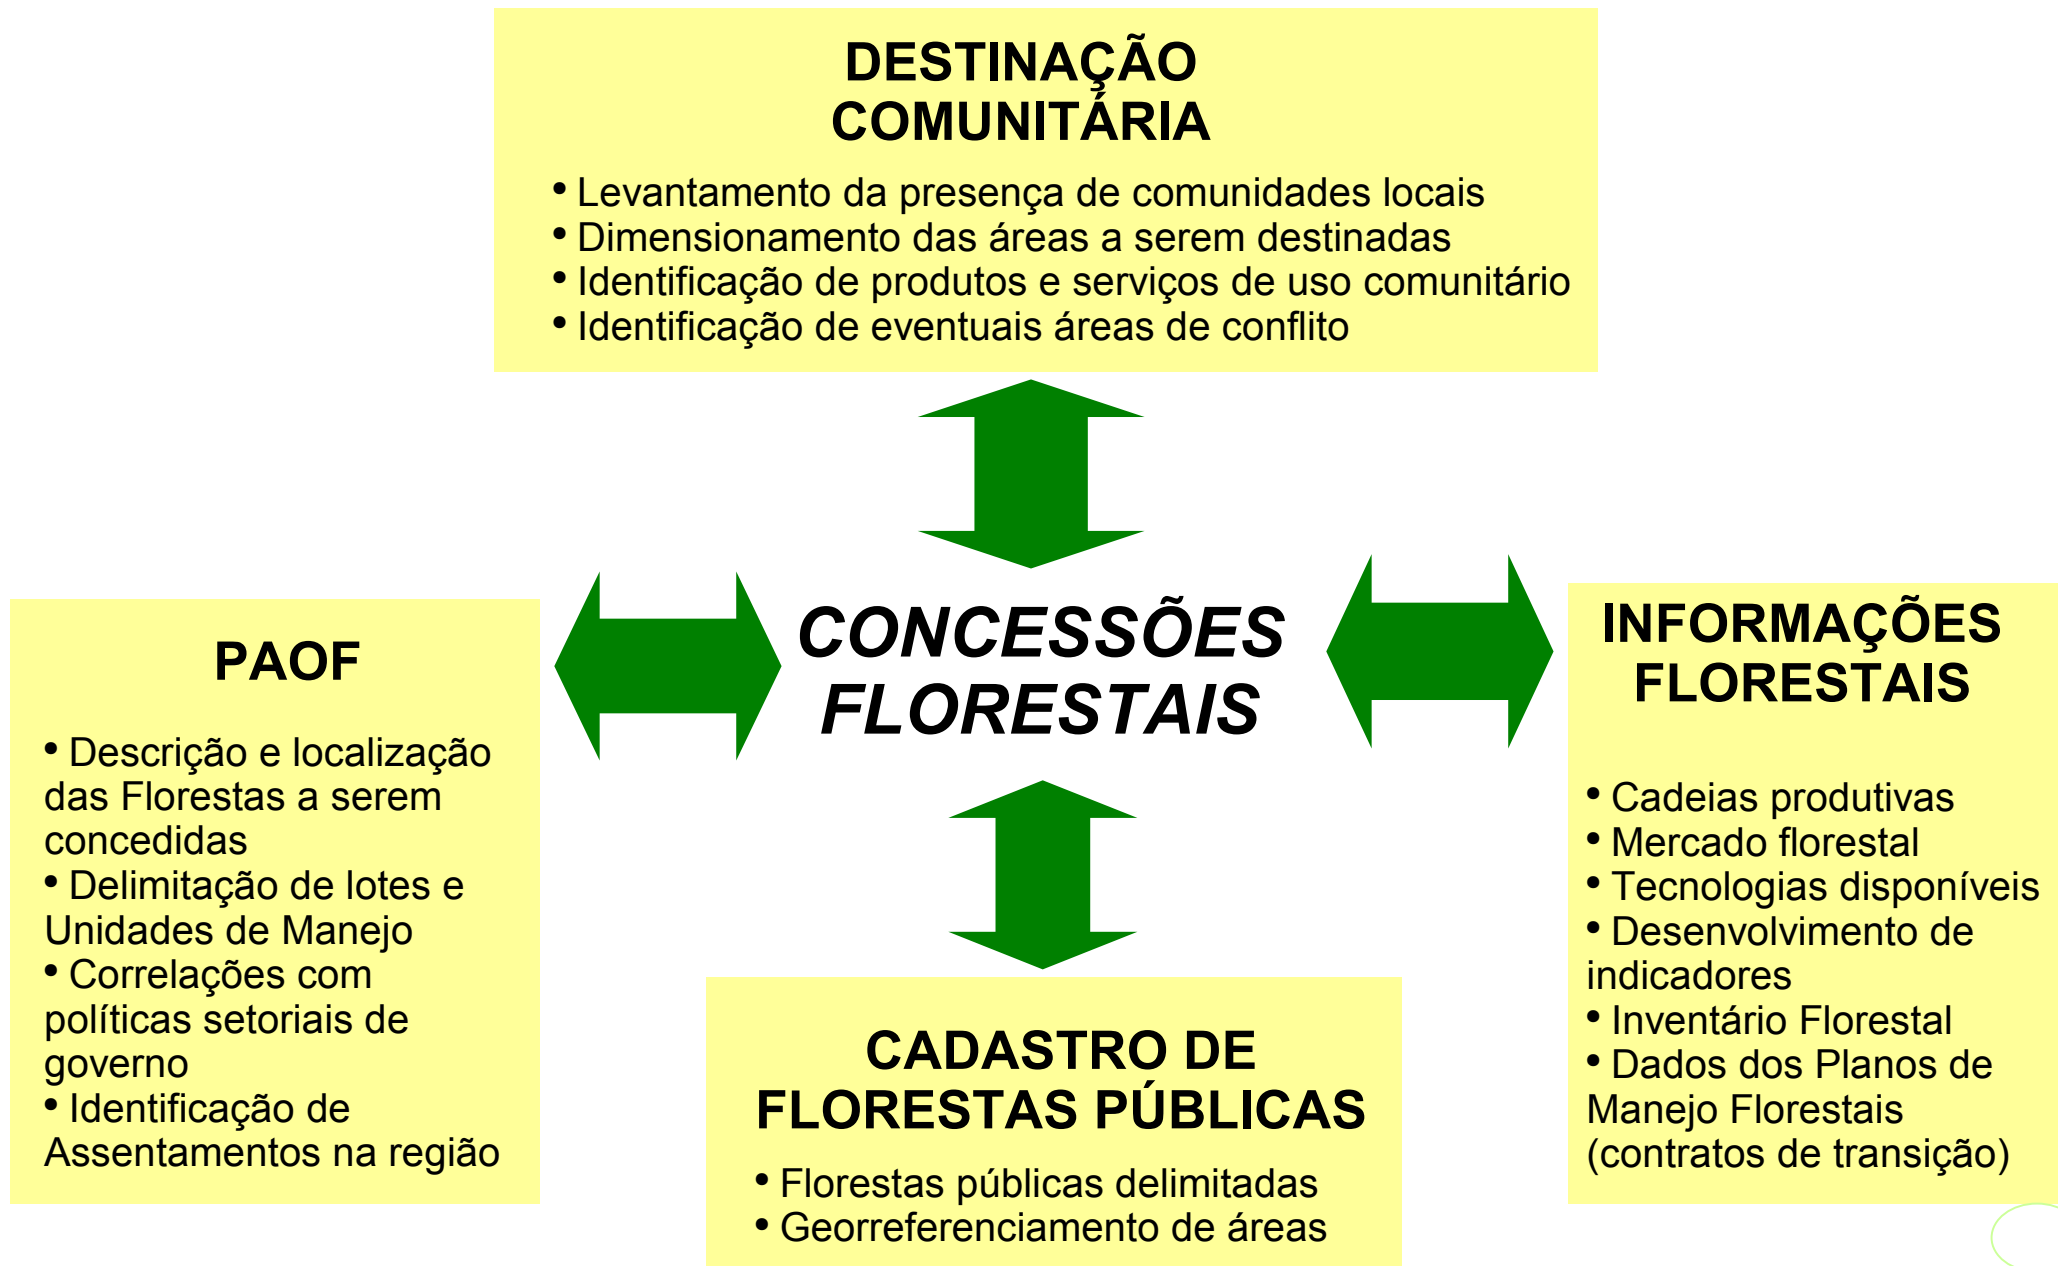 DESTINAÇÃO
COMUNITÁRIA
• Levantamento da presença de comunidades locais
• Dimensionamento das áreas a serem destinadas
• Identificação de produtos e serviços de uso comunitário
• Identificação de eventuais áreas de conflito
CONCESSÕES
FLORESTAIS
PAOF
• Descrição e localização
das Florestas a serem
concedidas
• Delimitação de lotes e
Unidades de Manejo
• Correlações com
políticas setoriais de
governo
• Identificação de
Assentamentos na região
INFORMAÇÕES
FLORESTAIS
• Cadeias produtivas
• Mercado florestal
• Tecnologias disponíveis
• Desenvolvimento de
indicadores
• Inventário Florestal
• Dados dos Planos de
Manejo Florestais
(contratos de transição)
CADASTRO DE
FLORESTAS PÚBLICAS
• Florestas públicas delimitadas
• Georreferenciamento de áreas